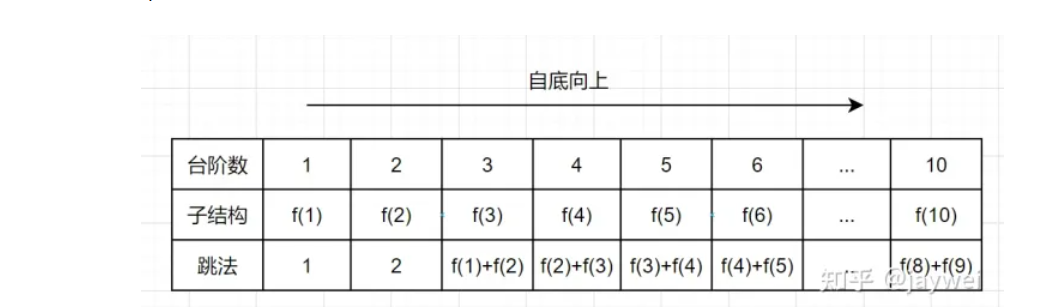 自底向上
台阶数 1 2 3 4 5 6 ... 10
子结构 f(1) f(2) f(3) f(4) f(5) f(6) ... f(10)
跳法 1 2 f(1)+f(2) f(2)+f(3) f(3)+f(4) f(4)+f(5) ... f(8)+f(9)
知乎 @jaywei